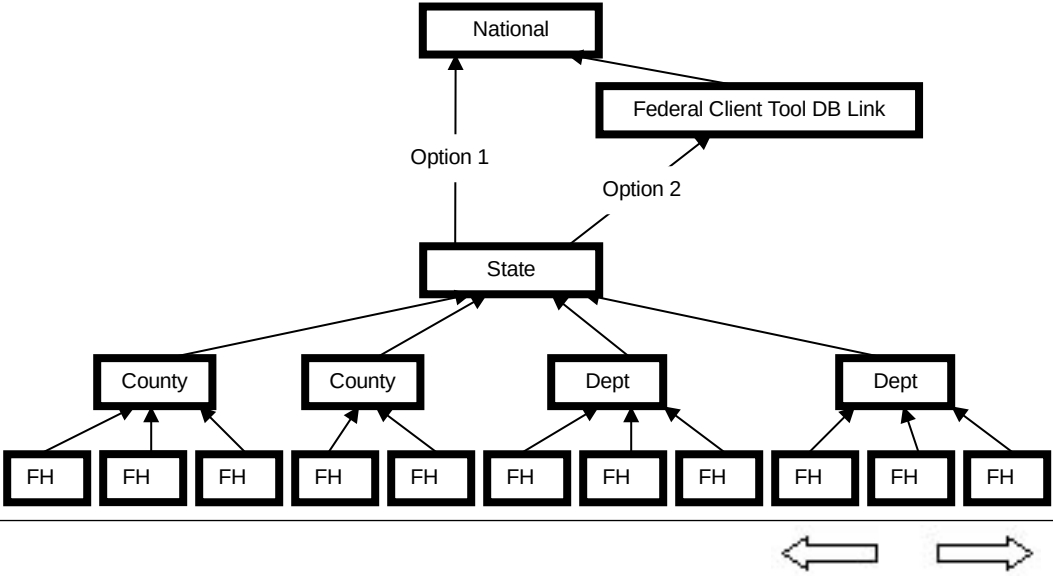 National
Federal Client Tool DB Link
Option 1
Option 2
State
County
County
Dept
Dept
FH
FH
FH
FH
FH
FH
FH
FH
FH
FH
FH